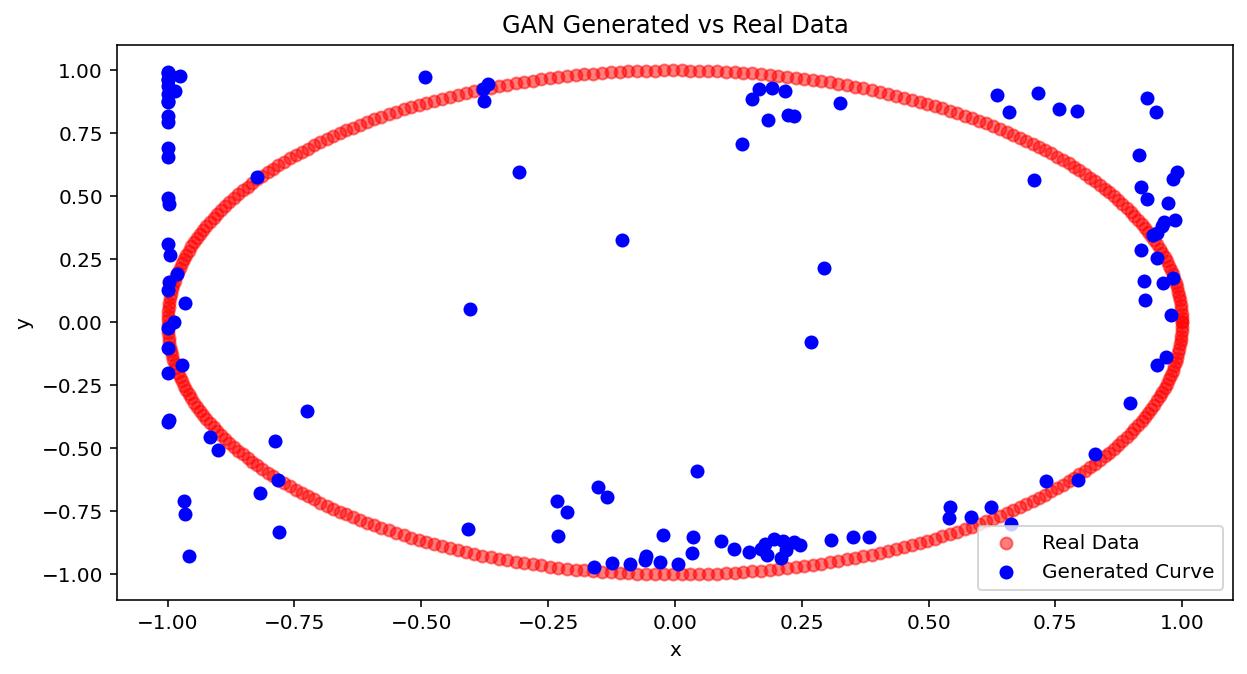 GAN Generated vs Real Data
1.00
0.75
0.50
0.25
0.00
−0.25
−0.50
−0.75
−1.00
y
Real Data
Generated Curve
−1.00 −0.75 −0.50 −0.25 0.00 0.25 0.50 0.75 1.00
x